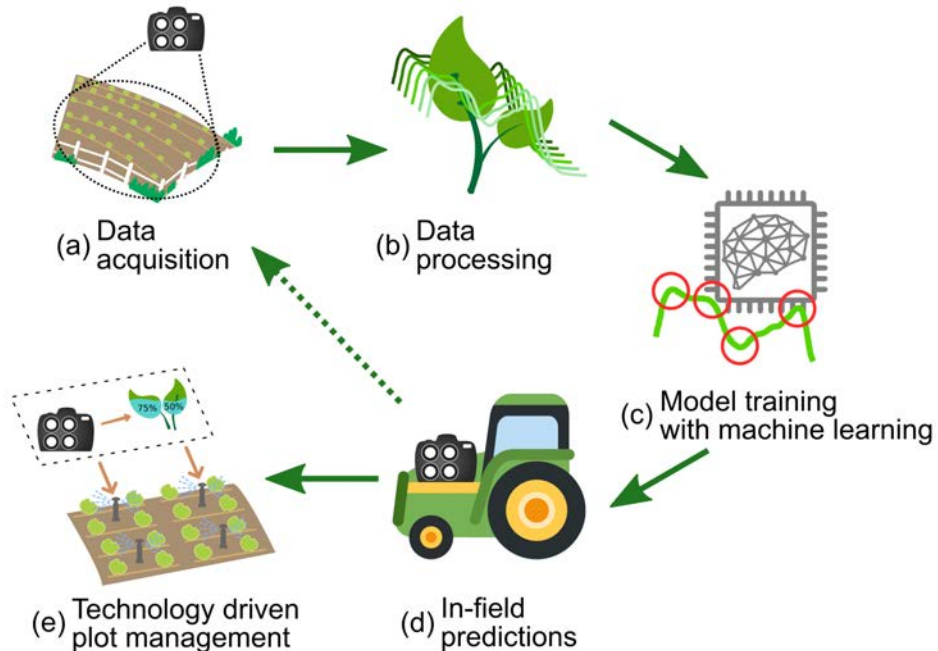 (a) Data
acquisition
(b) Data
processing
(c) Model training
with machine learning
75% 50%
(e) Technology driven
plot management
(d) In-field
predictions